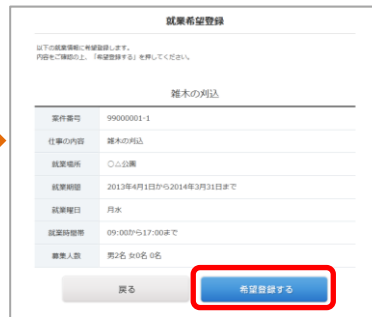 就業希望登録
以下の就業情報に希望登録します。
内容をご確認の上、「希望登録する」を押してください。
雑木の刈込
案件番号 99000001-1
仕事の内容 雑木の刈込
就業場所 〇△公園
就業期間 2013年4月1日から2014年3月31日まで
就業曜日 月水
就業時間帯 09:00から17:00まで
募集人数 男2名 女0名 0名
戻る 希望登録する